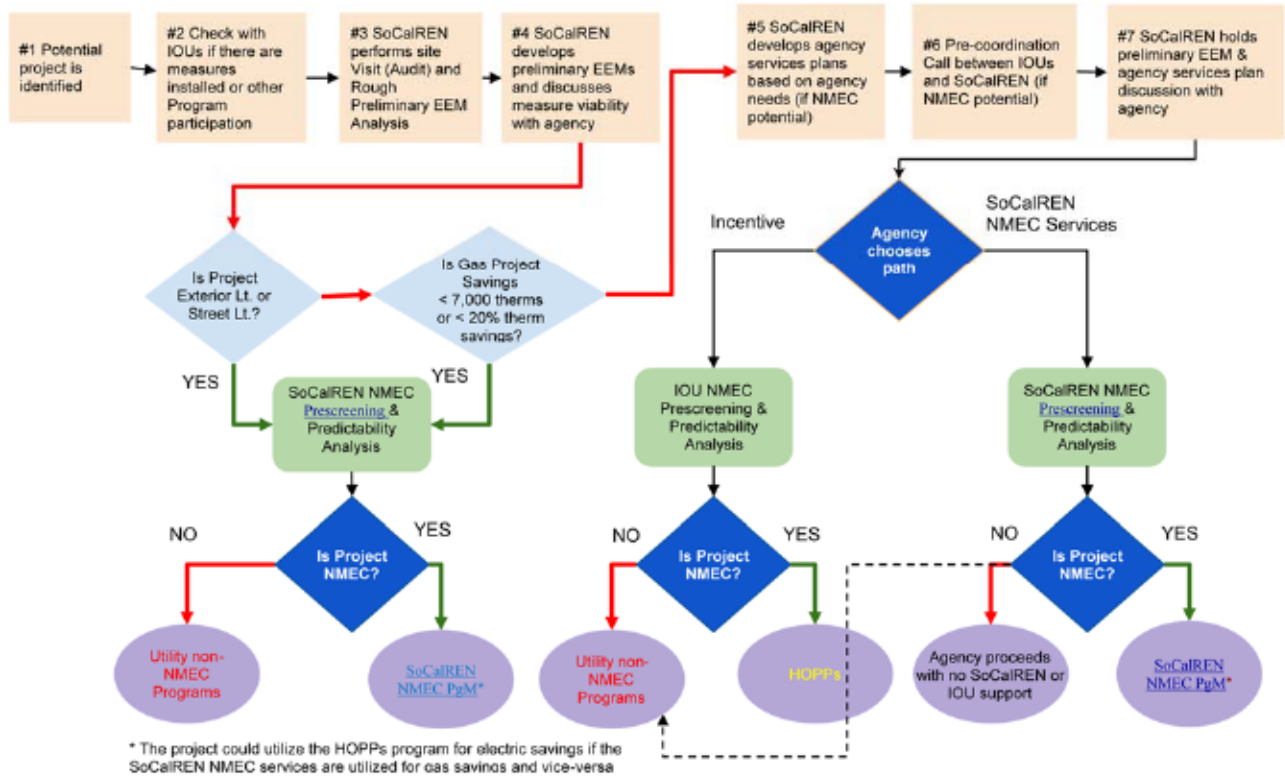 #1 Potential
project is
identified
#2 Check with
IOUs if there are
measures
installed or other
Program
participation
#3 SoCalREN
performs site
Visit (Audit) and
Rough
Preliminary EEM
Analysis
#4 SoCalREN
develops
preliminary EEMs
and discusses
measure viability
with agency
#5 SoCalREN
develops agency
services plans
based on agency
needs (if NMEC
potential)
#6 Pre-coordination
Call between IOUs
and SoCalREN (if
NMEC potential)
#7 SoCalREN holds
preliminary EEM &
agency services plan
discussion with
agency
Is Project
Exterior Lt. or
Street Lt.?
Is Gas Project
Savings
< 7,000 therms
or < 20% therm
savings?
Incentive
Agency
chooses
path
SoCalREN
NMEC Services
YES
YES
SoCalREN NMEC
Prescreening &
Predictability
Analysis
IOU NMEC
Prescreening &
Predictability
Analysis
SoCalREN NMEC
Prescreening &
Predictability
Analysis
NO
Is Project
NMEC?
YES
NO
Is Project
NMEC?
YES
NO
Is Project
NMEC?
YES
Utility non-
NMEC
Programs
SoCalREN
NMEC PgM*
Utility non-
NMEC
Programs
HOPPs
Agency proceeds
with no SoCalREN or
IOU support
SoCalREN
NMEC PgM*
* The project could utilize the HOPPs program for electric savings if the
SoCalREN NMEC services are utilized for gas savings and vice-versa